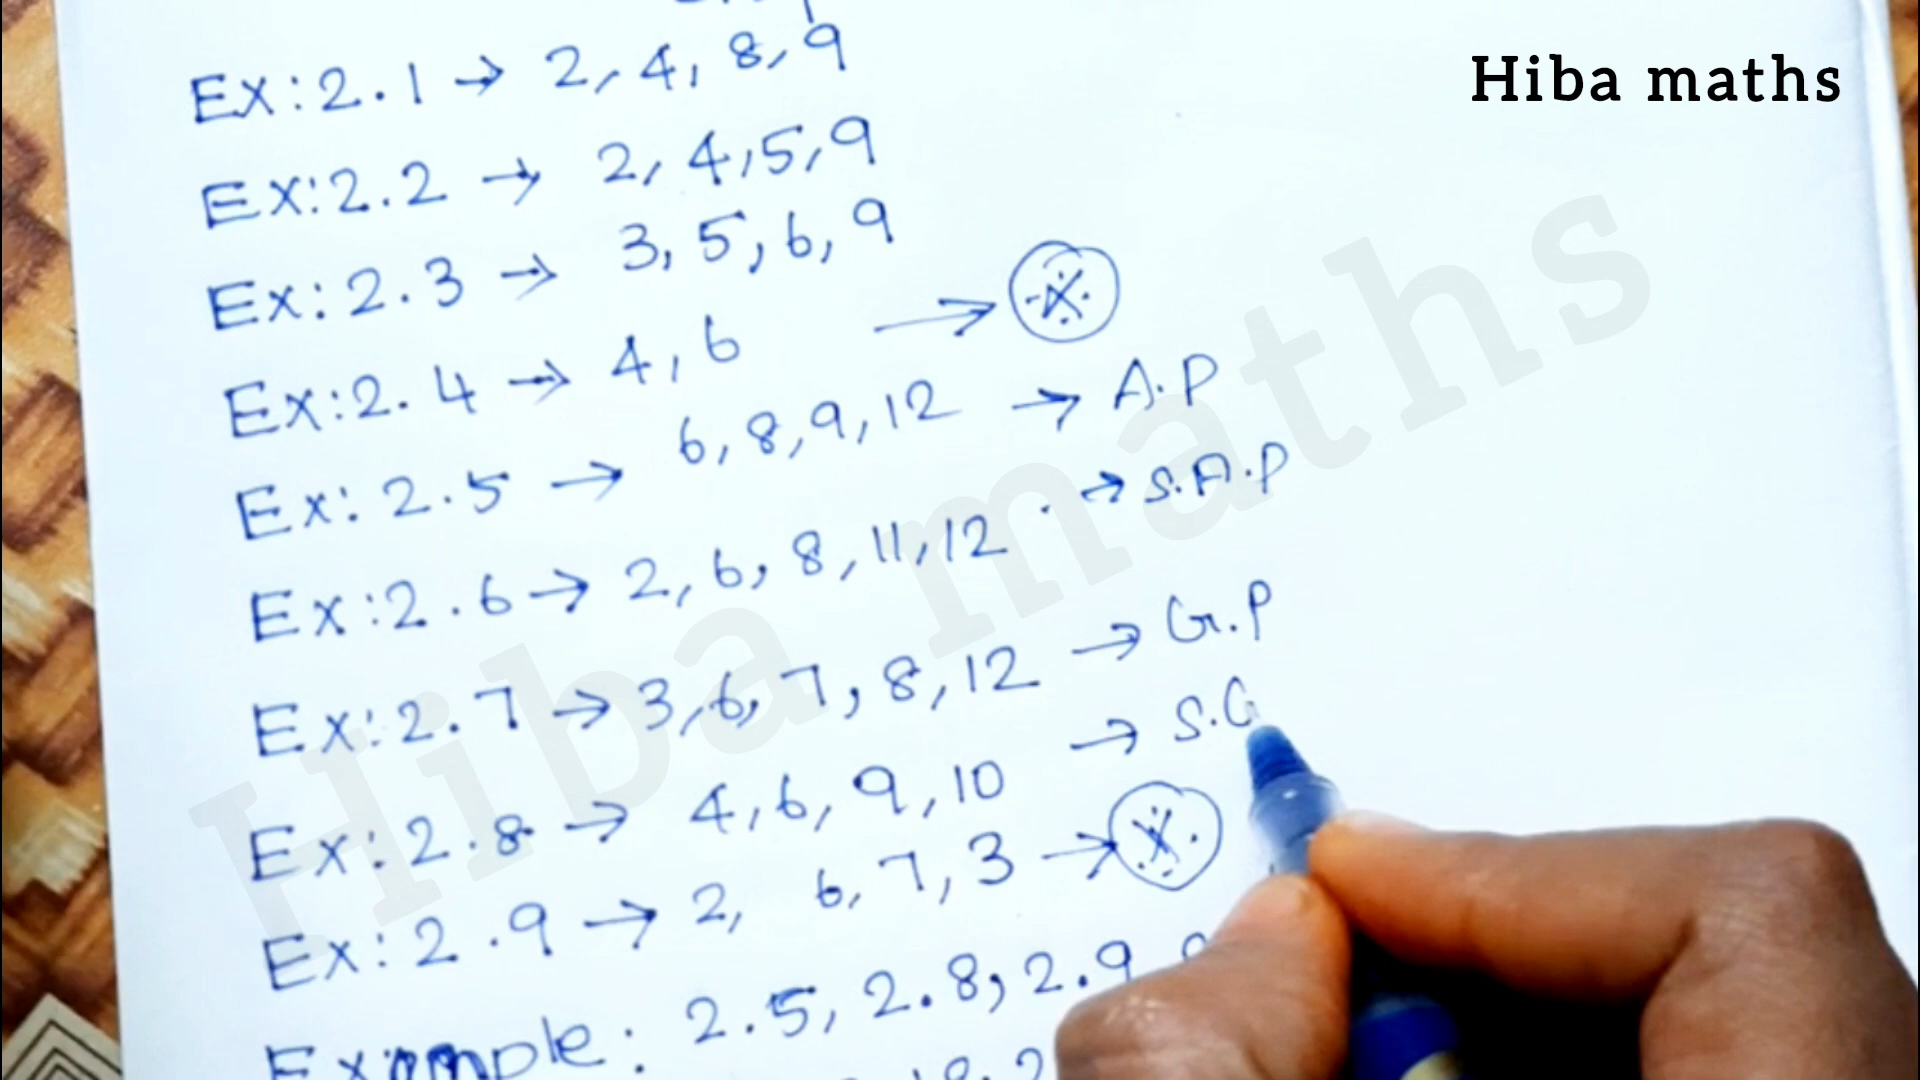 Hiba maths
Ex:2.1 → 2, 4, 8, 9
Ex:2.2 → 2, 4, 5, 9
Ex:2.3 → 3, 5, 6, 9
Ex:2.4 → 4, 6 →
Ex:2.5 → 6, 8, 9, 12 → A.P
Ex:2.6 → 2, 6, 8, 11, 12 → S.A.P
Ex:2.7 → 3, 6, 7, 8, 12 → G.P
Ex:2.8 → 4, 6, 9, 10 → S.G
Ex:2.9 → 2, 6, 7, 3 →
Example: 2.5, 2.8, 2.9
Hiba maths